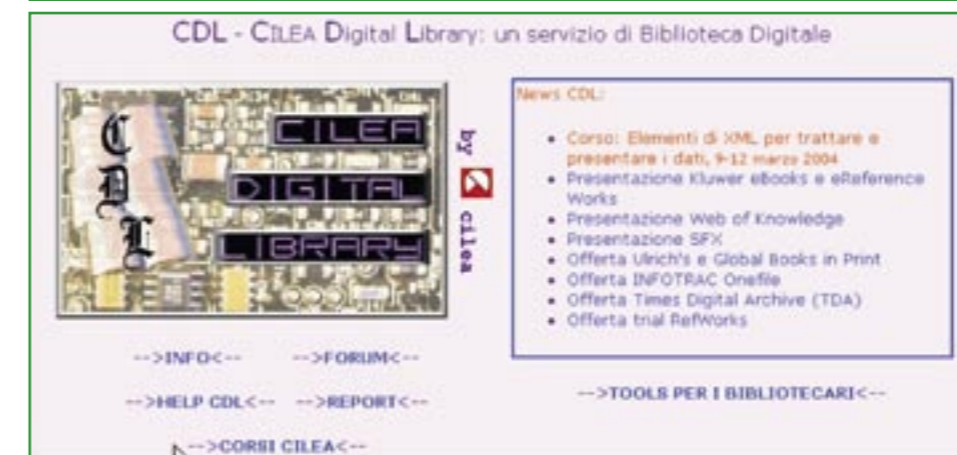 CDL - CILEA Digital Library: un servizio di Biblioteca Digitale
CDL
CILEA
DIGITAL
LIBRARY
by cilea
News CDL:
• Corso: Elementi di XML per trattare e
presentare i dati, 9-12 marzo 2004
• Presentazione Kluwer eBooks e eReference
Works
• Presentazione Web of Knowledge
• Presentazione SFX
• Offerta Ulrich's e Global Books in Print
• Offerta INFOTRAC Onefile
• Offerta Times Digital Archive (TDA)
• Offerta trial RefWorks
-->INFO<-- -->FORUM<--
-->HELP CDL<-- -->REPORT<--
-->CORSI CILEA<--
-->TOOLS PER I BIBLIOTECARI<--